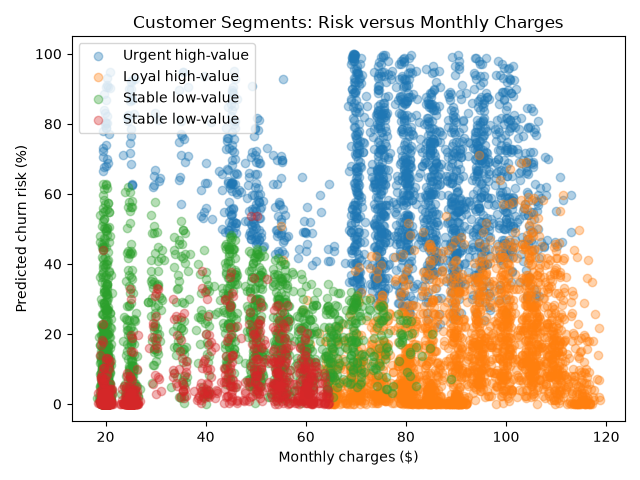 Customer Segments: Risk versus Monthly Charges
Urgent high-value
Loyal high-value
Stable low-value
Stable low-value
Predicted churn risk (%)
100
80
60
40
20
0
20 40 60 80 100 120
Monthly charges ($)